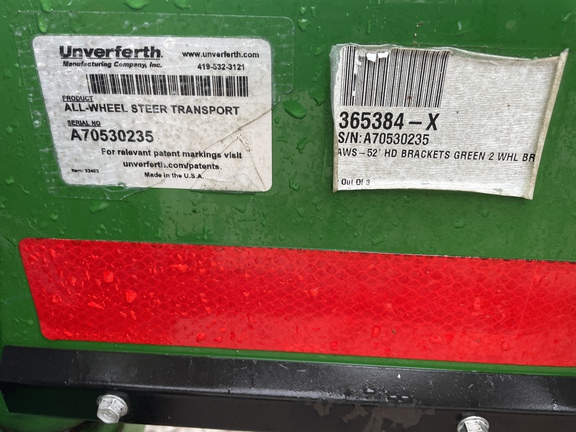 Unverferth.
www.unverferth.com
Manufacturing Company, Inc.
419-532-3121
PRODUCT
ALL-WHEEL STEER TRANSPORT
SERIAL NO
A70530235
For relevant patent markings visit
unverferth.com/patents.
Made in the U.S.A.
365384-X
S/N:A70530235
AWS-52' HD BRACKETS GREEN 2 WHL BR
Out Of 3